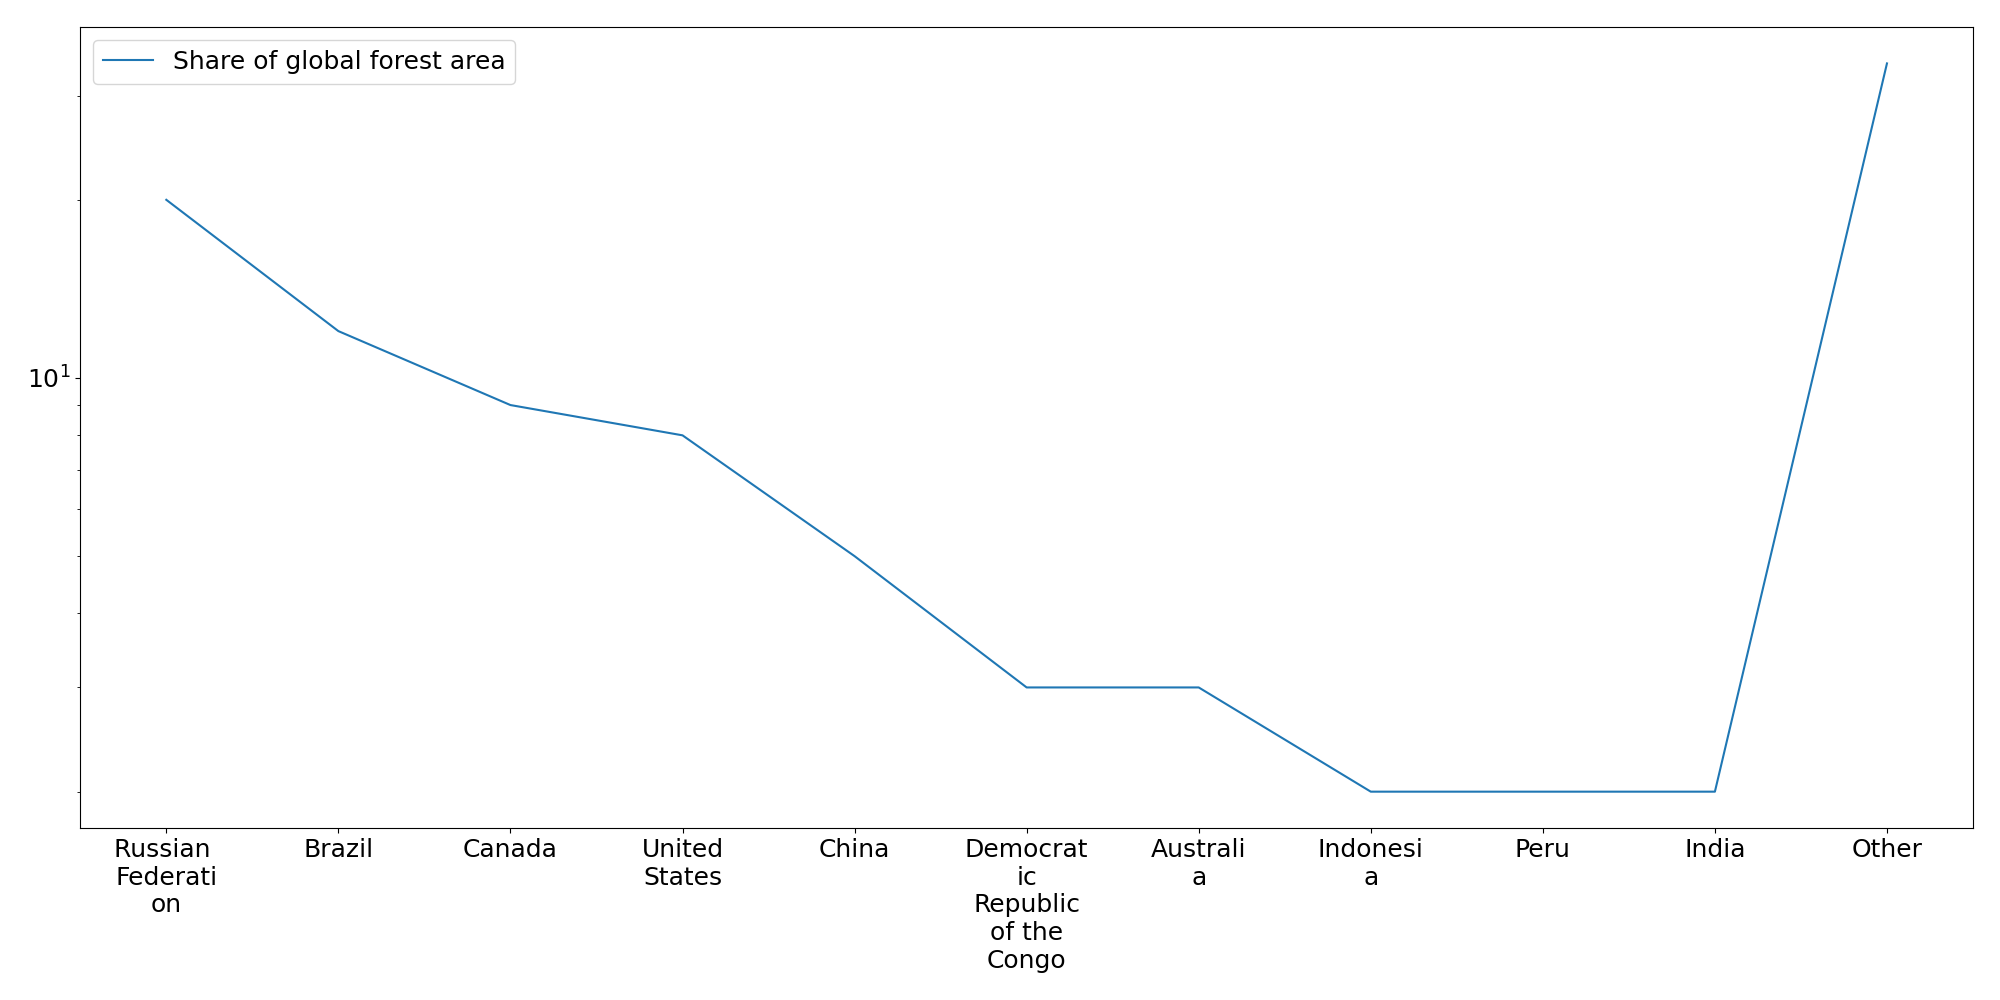 Share of global forest area
10¹
Russian
Federati
on
Brazil
Canada
United
States
China
Democrat
ic
Republic
of the
Congo
Australi
a
Indonesi
a
Peru
India
Other